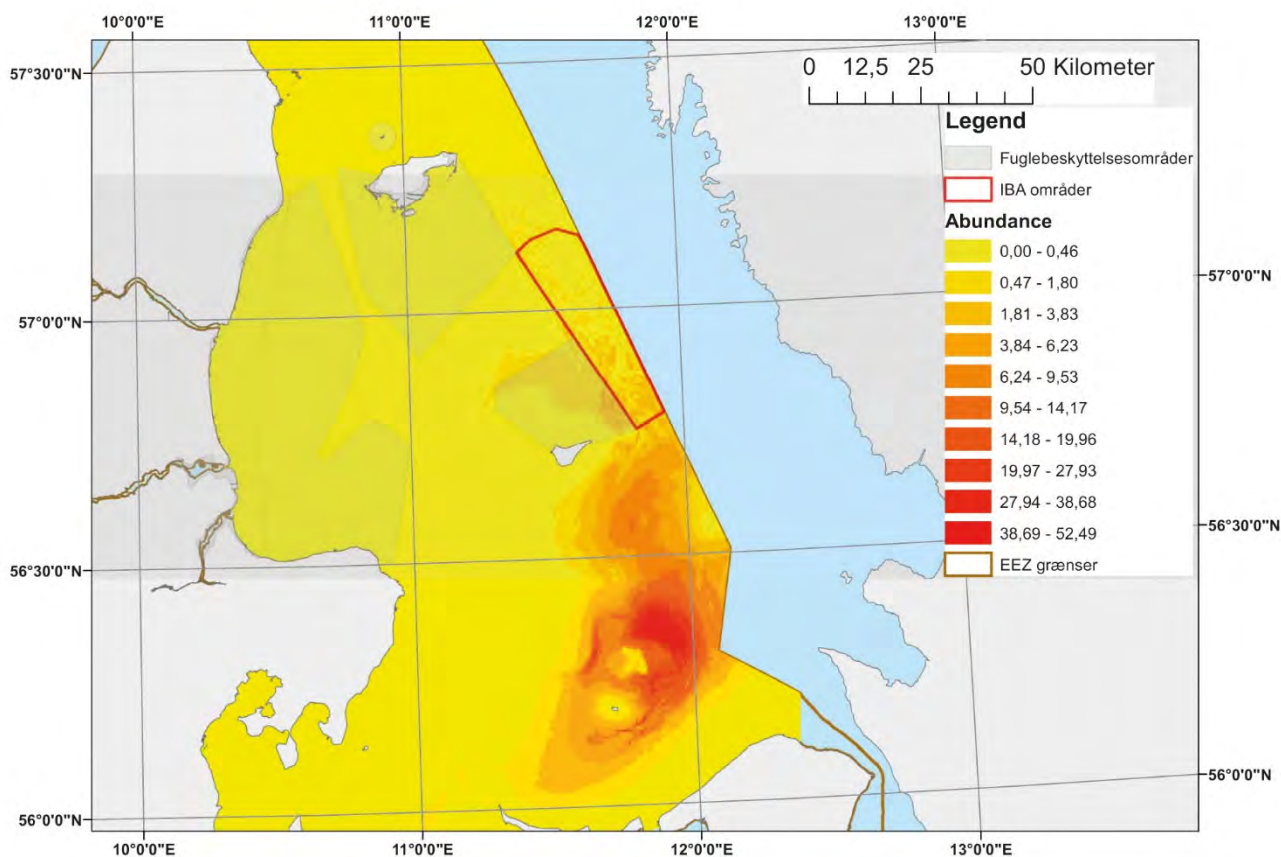 10°0'0"E 11°0'0"E 12°0'0"E 13°0'0"E
57°30'0"N
0 12,5 25 50 Kilometer
Legend
Fuglebeskyttelsesområder
IBA områder
Abundance
0,00 - 0,46
0,47 - 1,80
1,81 - 3,83
3,84 - 6,23
6,24 - 9,53
9,54 - 14,17
14,18 - 19,96
19,97 - 27,93
27,94 - 38,68
38,69 - 52,49
EEZ grænser
57°0'0"N
57°0'0"N
56°30'0"N
56°30'0"N
56°0'0"N
56°0'0"N
10°0'0"E 11°0'0"E 12°0'0"E 13°0'0"E